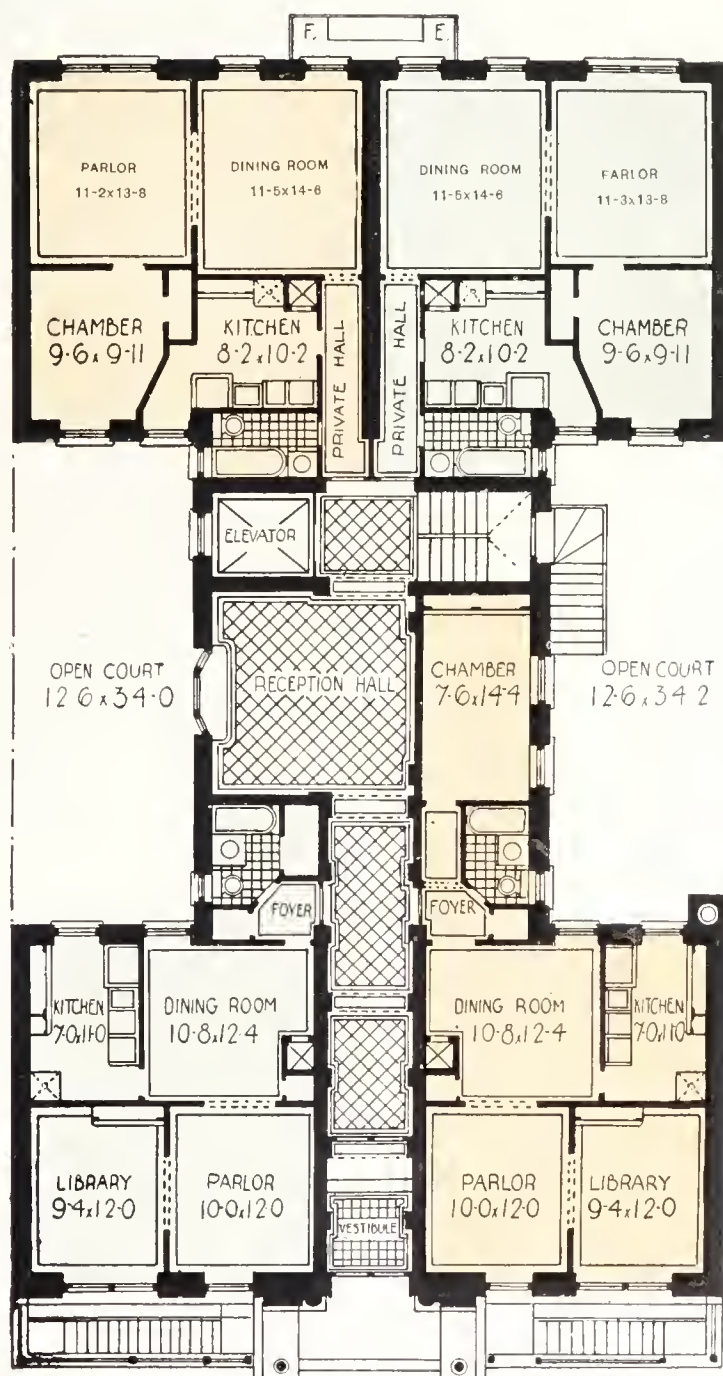 F. E.
PARLOR
11-2x13-8
DINING ROOM
11-5x14-6
DINING ROOM
11-5x14-6
PARLOR
11-3x13-8
CHAMBER
9-6x9-11
KITCHEN
8-2x10-2
PRIVATE HALL
PRIVATE HALL
KITCHEN
8-2x10-2
CHAMBER
9-6x9-11
ELEVATOR
OPEN COURT
12-6x34-0
RECEPTION HALL
CHAMBER
7-6x14-4
OPEN COURT
12-6x34-2
FOYER
FOYER
KITCHEN
7-0x11-0
DINING ROOM
10-8x12-4
DINING ROOM
10-8x12-4
KITCHEN
7-0x11-0
LIBRARY
9-4x12-0
PARLOR
10-0x12-0
VESTIBULE
PARLOR
10-0x12-0
LIBRARY
9-4x12-0